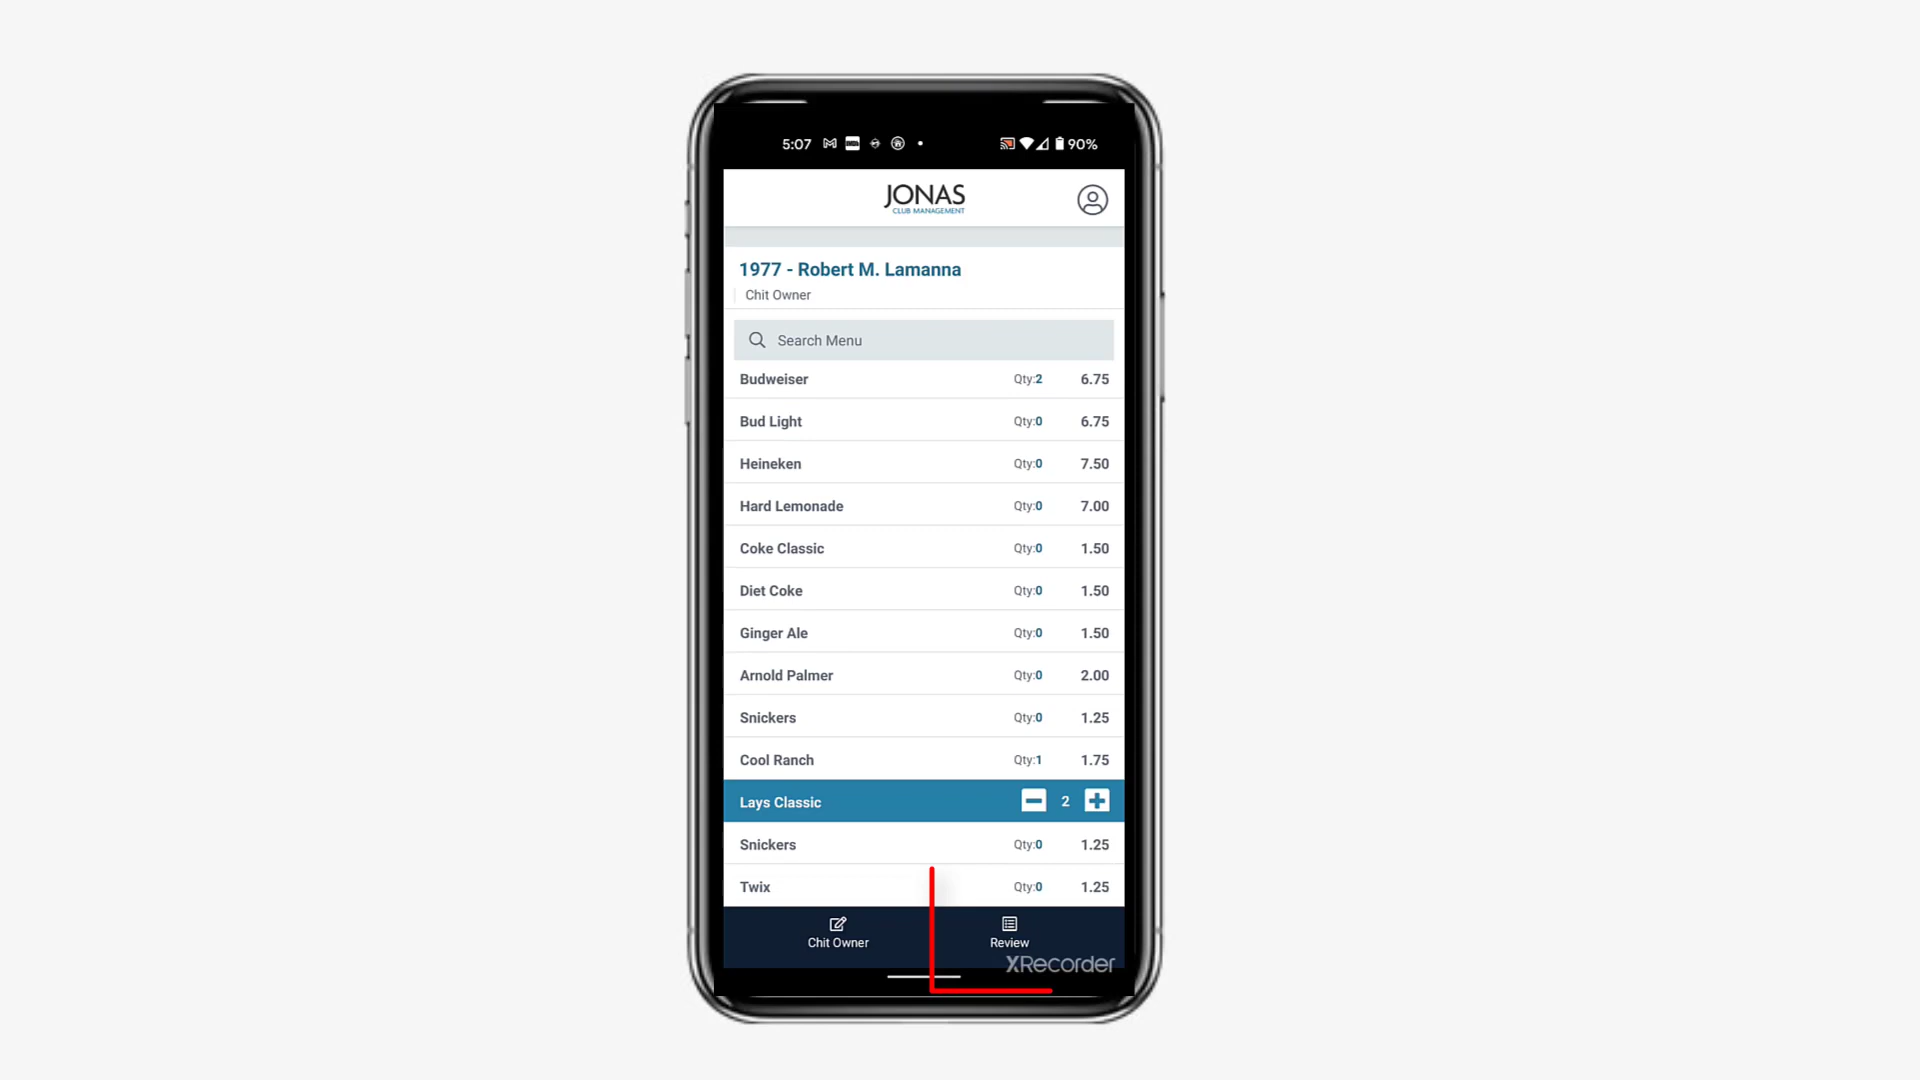 5:07 90%
JONAS
CLUB MANAGEMENT
1977 - Robert M. Lamanna
Chit Owner
Search Menu
Budweiser Qty:2 6.75
Bud Light Qty:0 6.75
Heineken Qty:0 7.50
Hard Lemonade Qty:0 7.00
Coke Classic Qty:0 1.50
Diet Coke Qty:0 1.50
Ginger Ale Qty:0 1.50
Arnold Palmer Qty:0 2.00
Snickers Qty:0 1.25
Cool Ranch Qty:1 1.75
Lays Classic 2
Snickers Qty:0 1.25
Twix Qty:0 1.25
Chit Owner Review
XRecorder